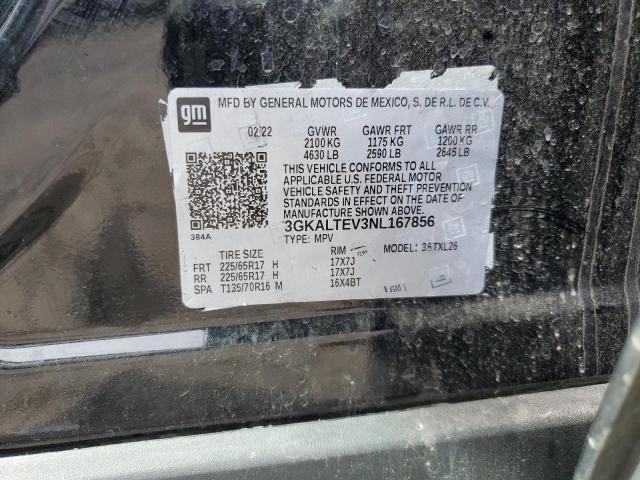 gm MFD BY GENERAL MOTORS DE MEXICO, S. DE R.L. DE C.V.
02/22 GVWR GAWR FRT GAWR RR
2100 KG 1175 KG 1200 KG
4630 LB 2590 LB 2645 LB
THIS VEHICLE CONFORMS TO ALL
APPLICABLE U.S. FEDERAL MOTOR
VEHICLE SAFETY AND THEFT PREVENTION
STANDARDS IN EFFECT ON THE DATE OF
MANUFACTURE SHOWN ABOVE.
384A 3GKALTEV3NL167856
TYPE: MPV MODEL: 36TXL26
TIRE SIZE RIM
FRT 225/65R17 H 17X7J
RR 225/65R17 H 17X7J
SPA T135/70R16 M 16X4BT